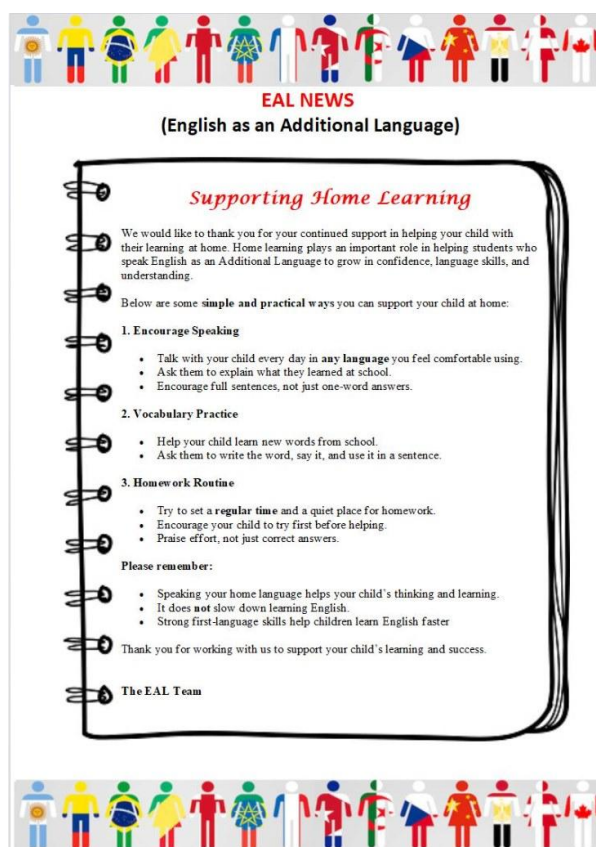 EAL NEWS
(English as an Additional Language)
Supporting Home Learning
We would like to thank you for your continued support in helping your child with
their learning at home. Home learning plays an important role in helping students who
speak English as an Additional Language to grow in confidence, language skills, and
understanding.
Below are some simple and practical ways you can support your child at home:
1. Encourage Speaking
• Talk with your child every day in any language you feel comfortable using.
• Ask them to explain what they learned at school.
• Encourage full sentences, not just one-word answers.
2. Vocabulary Practice
• Help your child learn new words from school.
• Ask them to write the word, say it, and use it in a sentence.
3. Homework Routine
• Try to set a regular time and a quiet place for homework.
• Encourage your child to try first before helping.
• Praise effort, not just correct answers.
Please remember:
• Speaking your home language helps your child’s thinking and learning.
• It does not slow down learning English.
• Strong first-language skills help children learn English faster
Thank you for working with us to support your child’s learning and success.
The EAL Team